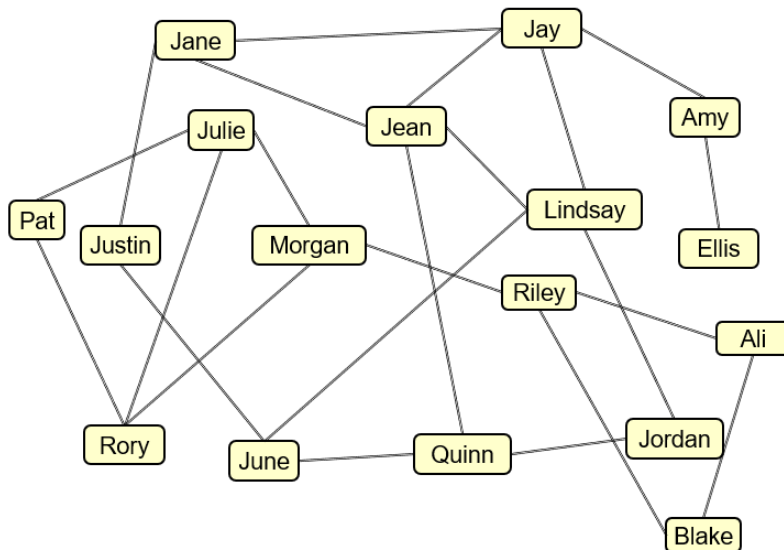 Jane
Jay
Amy
Julie
Jean
Pat
Justin
Morgan
Lindsay
Ellis
Riley
Ali
Rory
June
Quinn
Jordan
Blake